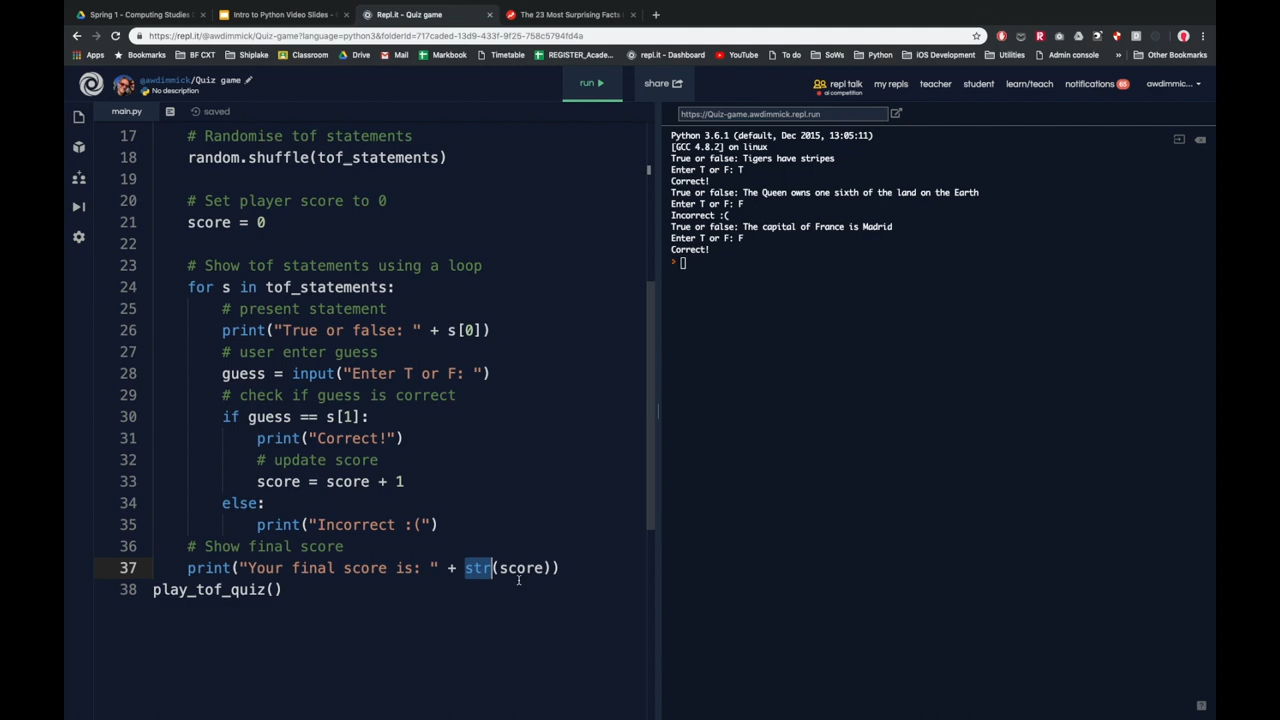 Spring 1 - Computing Studies
Intro to Python Video Slides -
Repl.it - Quiz game
The 23 Most Surprising Facts
https://repl.it/@awdimmick/Quiz-game?language=python3&folderId=717caded-13d9-433f-9f25-758c5794fd4a
Apps
Bookmarks
BF CXT
Shiplake
Classroom
Drive
Mail
Markbook
Timetable
REGISTER_Acade...
repl.it - Dashboard
YouTube
To do
SoWs
Python
iOS Development
Utilities
Admin console
»
Other Bookmarks
@awdimmick/Quiz game
No description
run
share
repl talk
ai competition
my repls
teacher
student
learn/teach
notifications 65
awdimmic...
main.py
saved
17 # Randomise tof statements
18 random.shuffle(tof_statements)
19
20 # Set player score to 0
21 score = 0
22
23 # Show tof statements using a loop
24 for s in tof_statements:
25 # present statement
26 print("True or false: " + s[0])
27 # user enter guess
28 guess = input("Enter T or F: ")
29 # check if guess is correct
30 if guess == s[1]:
31 print("Correct!")
32 # update score
33 score = score + 1
34 else:
35 print("Incorrect :(")
36 # Show final score
37 print("Your final score is: " + str(score))
38 play_tof_quiz()
https://Quiz-game.awdimmick.repl.run
Python 3.6.1 (default, Dec 2015, 13:05:11)
[GCC 4.8.2] on linux
True or false: Tigers have stripes
Enter T or F: T
Correct!
True or false: The Queen owns one sixth of the land on the Earth
Enter T or F: F
Incorrect :(
True or false: The capital of France is Madrid
Enter T or F: F
Correct!
>
?